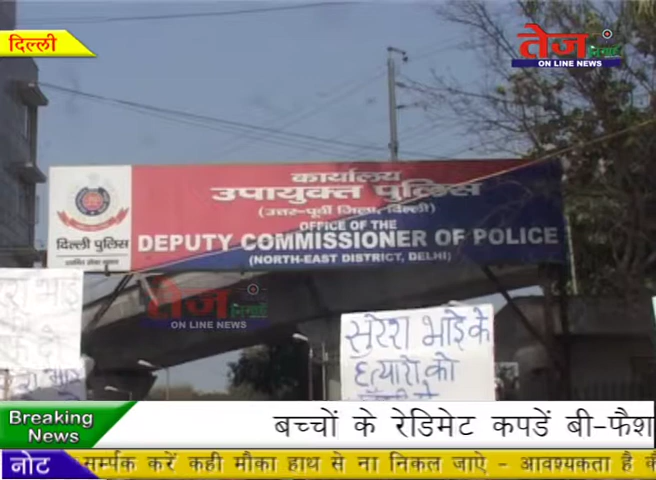 दिल्ली
तेज
ON LINE NEWS
कार्यालय
उपायुक्त पुलिस
(उत्तर-पूर्वी जिला, दिल्ली)
OFFICE OF THE
DEPUTY COMMISSIONER OF POLICE
(NORTH-EAST DISTRICT, DELHI)
दिल्ली पुलिस
तेज
ON LINE NEWS
सुरेश भाई के
हत्यारो को
Breaking
News
बच्चों के रेडिमेट कपडें बी-फैश
नोट
सम्पर्क करें कही मौका हाथ से ना निकल जाऐ - आवश्यकता है